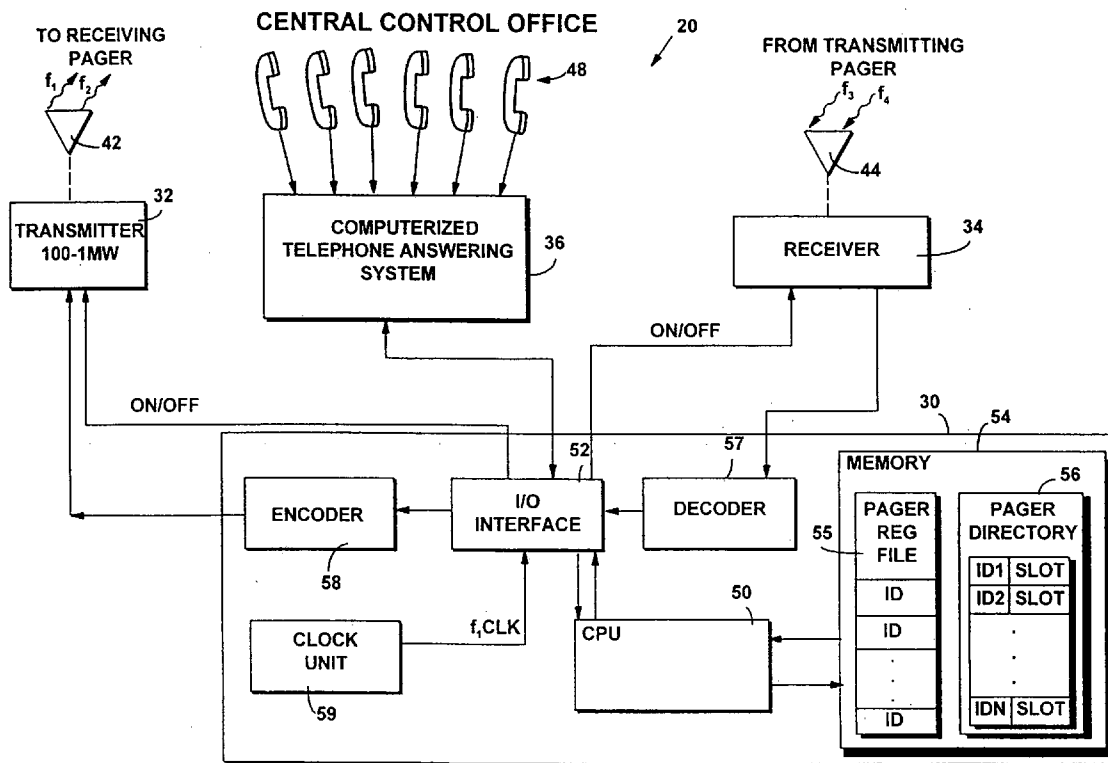 CENTRAL CONTROL OFFICE
20
TO RECEIVING
PAGER
f1 f2
42
48
FROM TRANSMITTING
PAGER
f3 f4
44
32
TRANSMITTER
100-1MW
COMPUTERIZED
TELEPHONE ANSWERING
SYSTEM
36
RECEIVER
34
ON/OFF
ON/OFF
30
54
ENCODER
58
52
I/O
INTERFACE
57
DECODER
MEMORY
55
PAGER
REG
FILE
ID
ID
.
.
.
ID
56
PAGER
DIRECTORY
ID1 SLOT
ID2 SLOT
.
.
.
IDN SLOT
CLOCK
UNIT
59
f1CLK
50
CPU